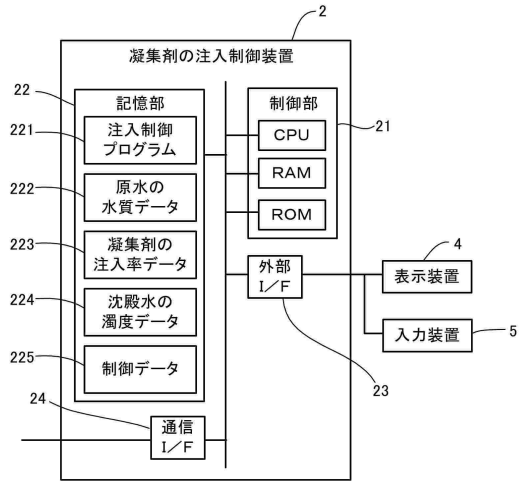 2
凝集剤の注入制御装置
22
記憶部
221
注入制御
プログラム
222
原水の
水質データ
223
凝集剤の
注入率データ
224
沈殿水の
濁度データ
225
制御データ
制御部
21
CPU
RAM
ROM
外部
I/F
23
4
表示装置
入力装置
5
24
通信
I/F